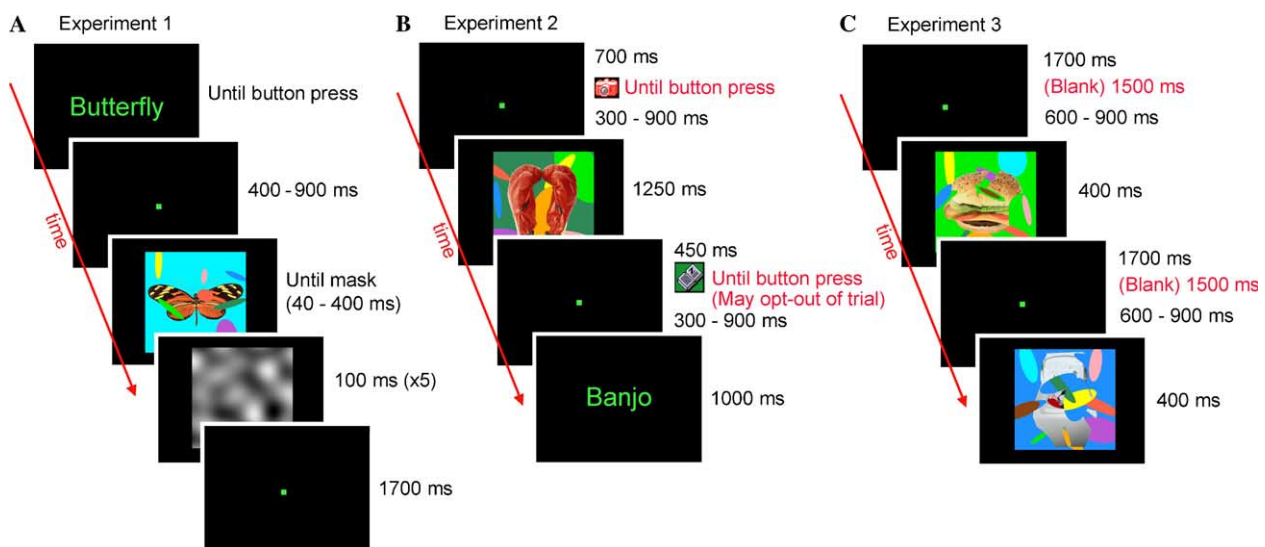 A Experiment 1
Butterfly
Until button press
400 - 900 ms
Until mask
(40 - 400 ms)
100 ms (x5)
1700 ms
time
B Experiment 2
700 ms
Until button press
300 - 900 ms
1250 ms
450 ms
Until button press
(May opt-out of trial)
300 - 900 ms
Banjo
1000 ms
time
C Experiment 3
1700 ms
(Blank) 1500 ms
600 - 900 ms
400 ms
1700 ms
(Blank) 1500 ms
600 - 900 ms
400 ms
time